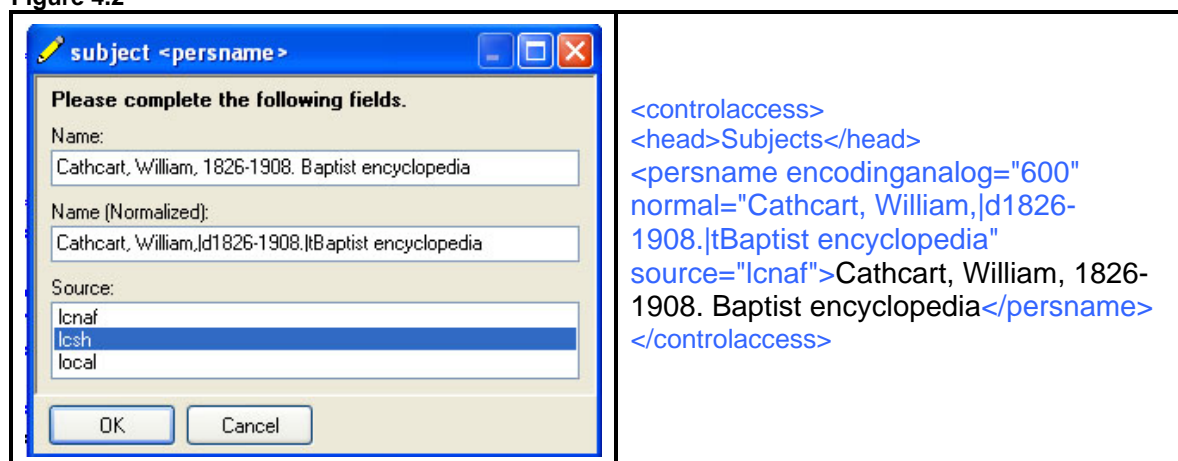 Figure 4.2
subject <persname>
Please complete the following fields.
Name:
Cathcart, William, 1826-1908. Baptist encyclopedia
Name (Normalized):
Cathcart, William,|d1826-1908.|tBaptist encyclopedia
Source:
lcnaf
lcsh
local
OK
Cancel
<controlaccess>
<head>Subjects</head>
<persname encodinganalog="600"
normal="Cathcart, William,|d1826-
1908.|tBaptist encyclopedia"
source="lcnaf">Cathcart, William, 1826-
1908. Baptist encyclopedia</persname>
</controlaccess>